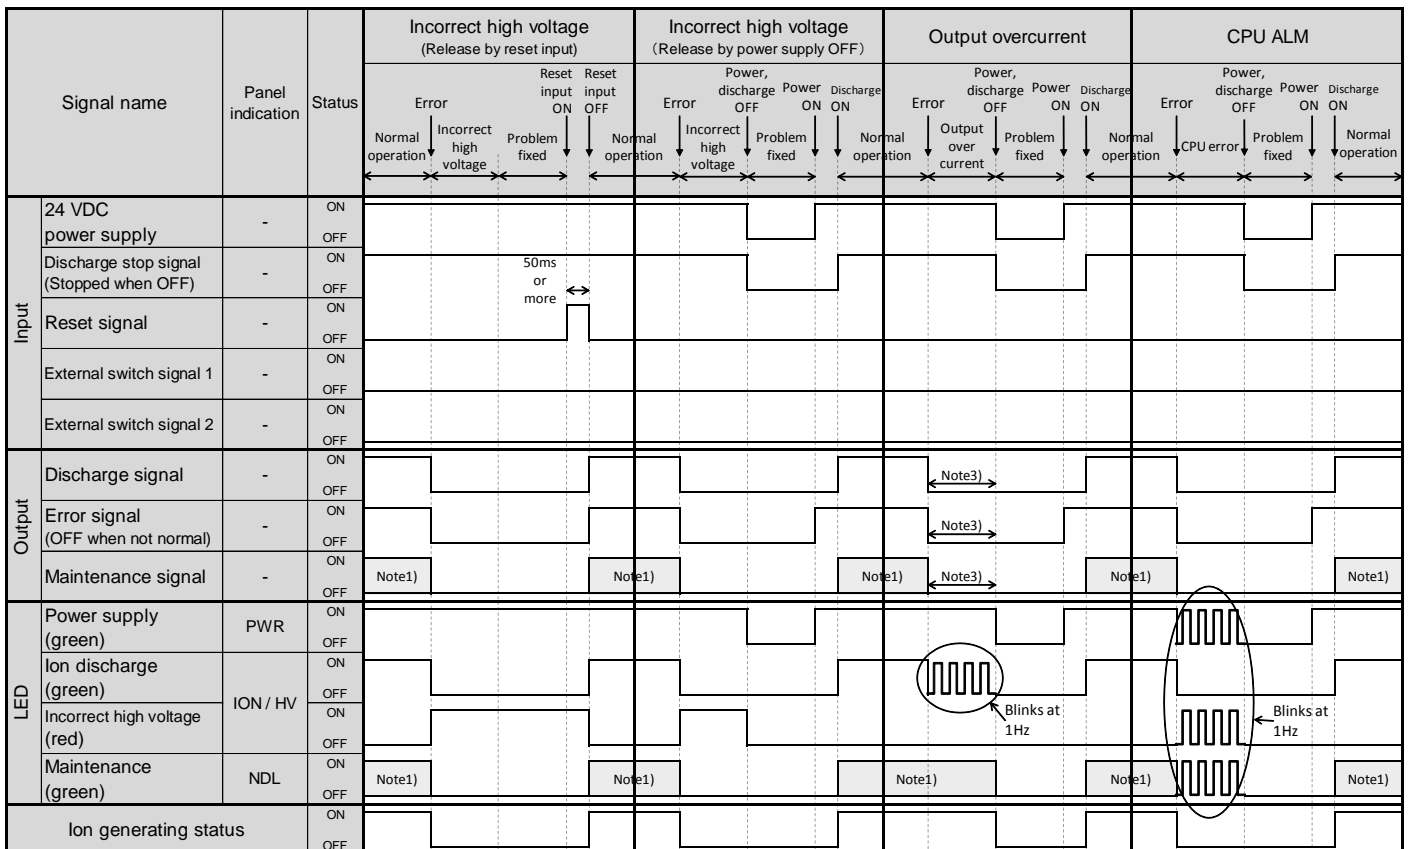 Signal name
Panel
indication
Status
Incorrect high voltage
(Release by reset input)
Incorrect high voltage
(Release by power supply OFF)
Output overcurrent
CPU ALM
Normal
operation
Error
Incorrect
high
voltage
Problem
fixed
Reset
input
ON
Reset
input
OFF
Normal
operation
Error
Incorrect
high
voltage
Power,
discharge
OFF
Problem
fixed
Power
ON
Discharge
ON
Normal
operation
Error
Output
over
current
Power,
discharge
OFF
Problem
fixed
Power
ON
Discharge
ON
Normal
operation
Error
CPU error
Power,
discharge
OFF
Problem
fixed
Power
ON
Discharge
ON
Normal
operation
Input
24 VDC
power supply
-
ON
OFF
Discharge stop signal
(Stopped when OFF)
-
ON
OFF
50ms
or
more
Reset signal
-
ON
OFF
External switch signal 1
-
ON
OFF
External switch signal 2
-
ON
OFF
Output
Discharge signal
-
ON
OFF
Note3)
Error signal
(OFF when not normal)
-
ON
OFF
Note3)
Maintenance signal
-
ON
OFF
Note1)
Note1)
Note1)
Note3)
Note1)
Note1)
LED
Power supply
(green)
PWR
ON
OFF
Ion discharge
(green)
ION / HV
ON
OFF
Blinks at
1Hz
Incorrect high voltage
(red)
ON
OFF
Blinks at
1Hz
Maintenance
(green)
NDL
ON
OFF
Note1)
Note1)
Note1)
Note1)
Note1)
Ion generating status
ON
OFF